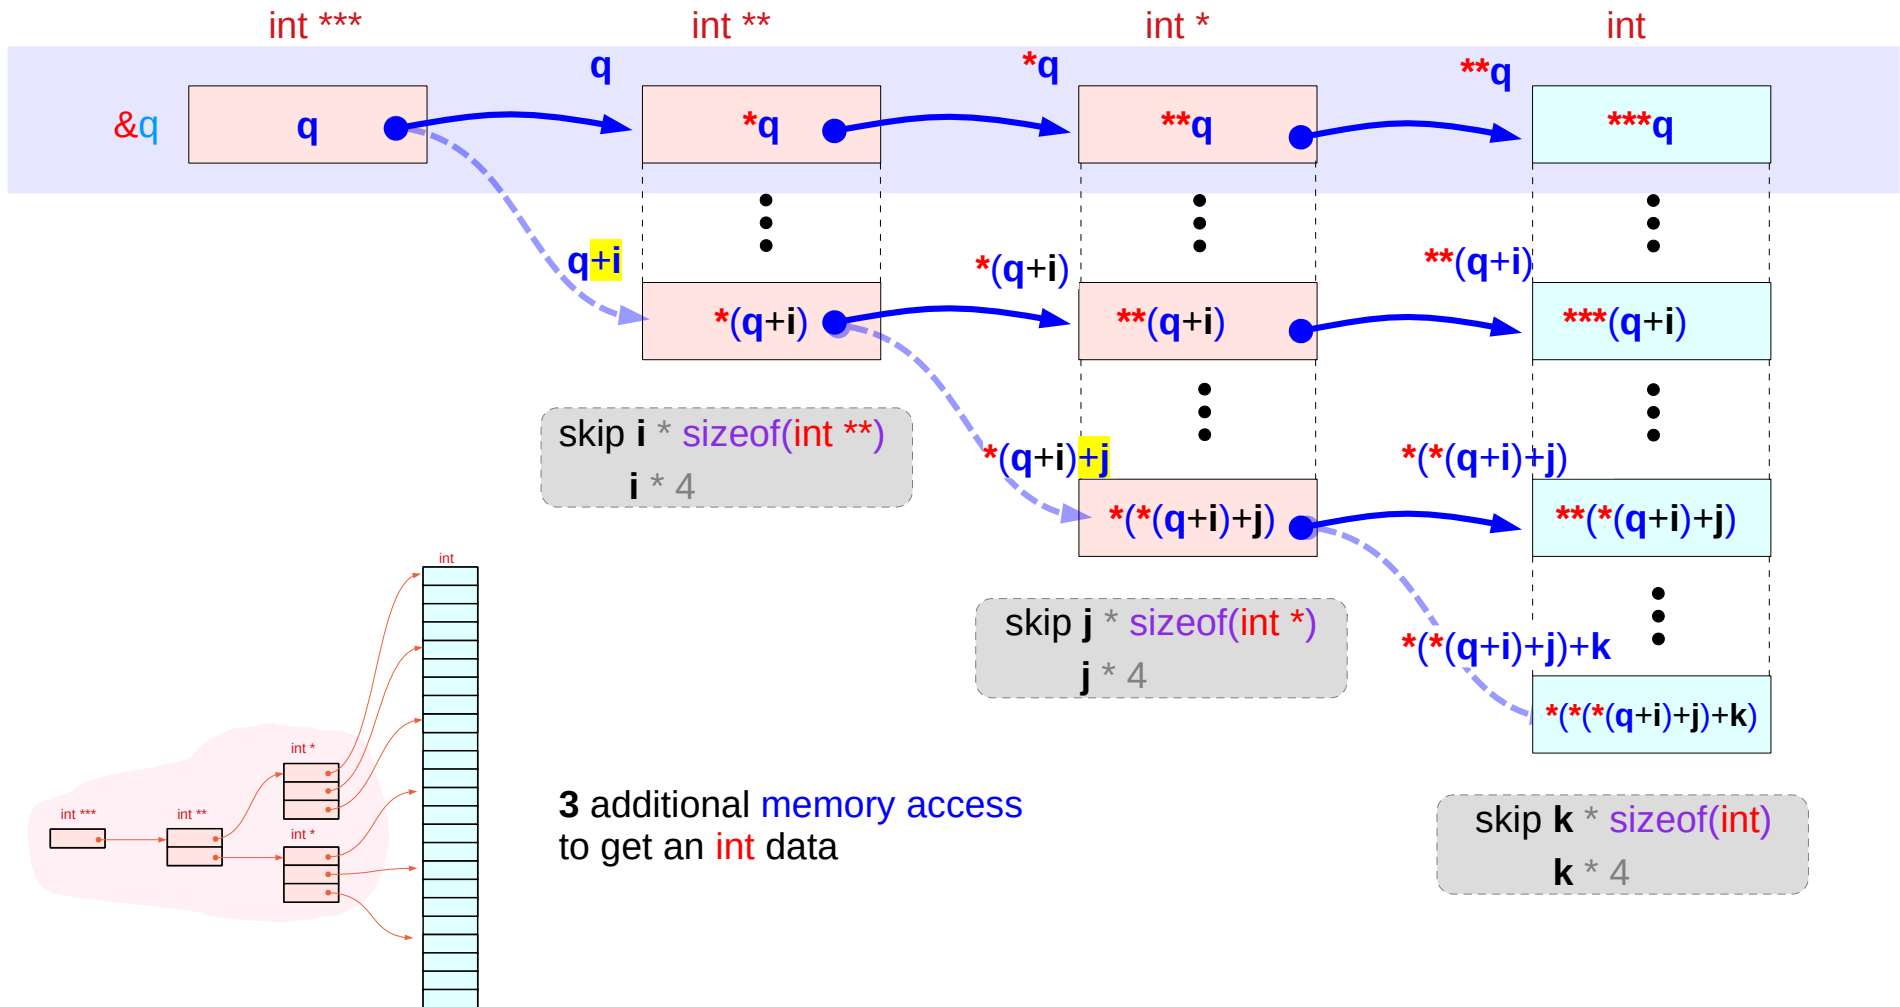 int ***
int **
int *
int
q
*q
**q
&q
q
*q
**q
***q
q+i
*(q+i)
**(q+i)
*(q+i)
**(q+i)
***(q+i)
skip i * sizeof(int **)
i * 4
*(q+i)+j
*(*(q+i)+j)
*(*(q+i)+j)
**(*(q+i)+j)
skip j * sizeof(int *)
j * 4
*(*(q+i)+j)+k
*(*(*(q+i)+j)+k)
skip k * sizeof(int)
k * 4
int
int *
int ***
int **
int *
3 additional memory access
to get an int data